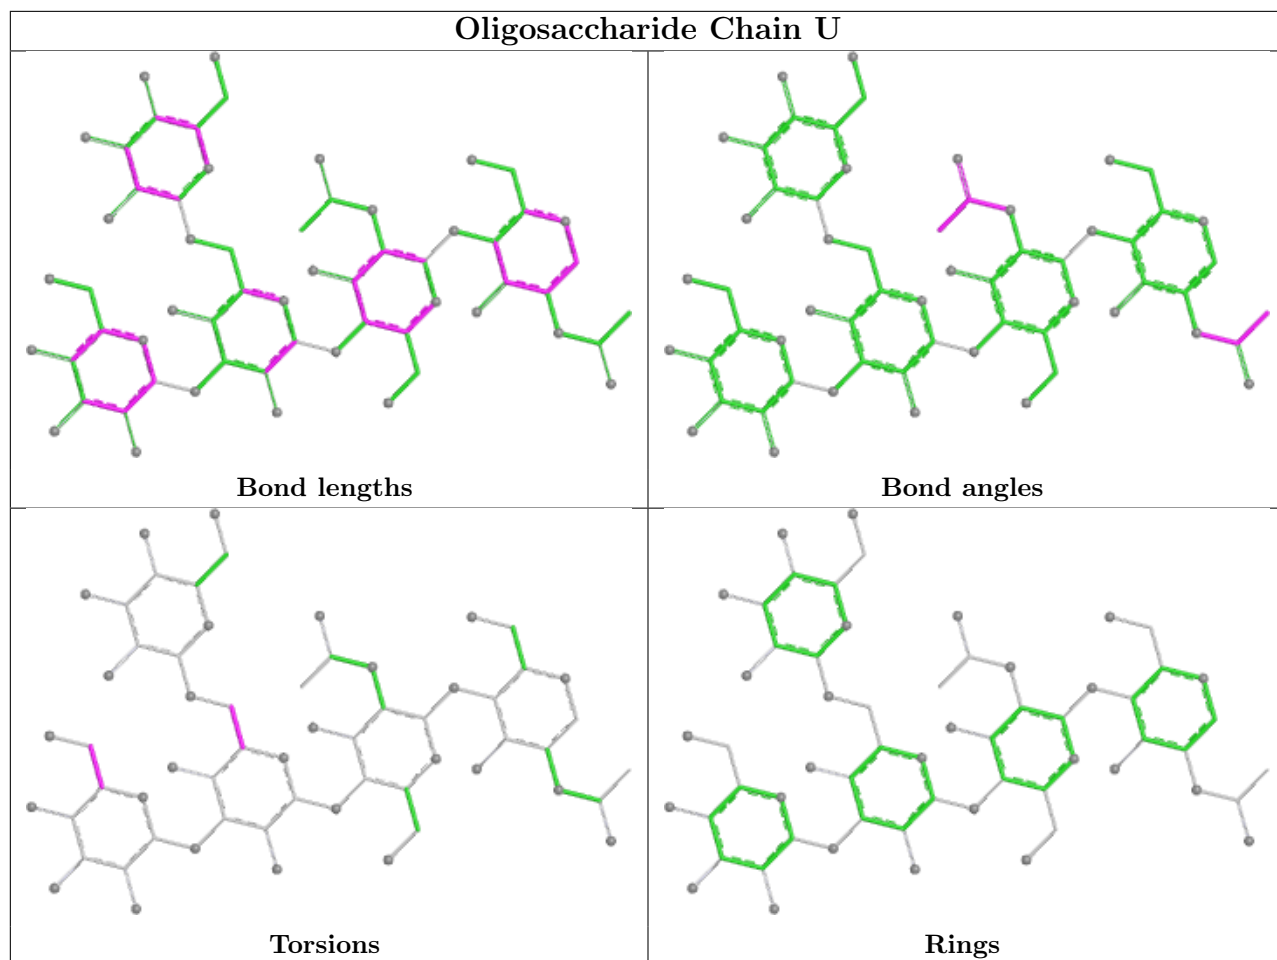 Oligosaccharide Chain U
Bond lengths
Bond angles
Torsions
Rings